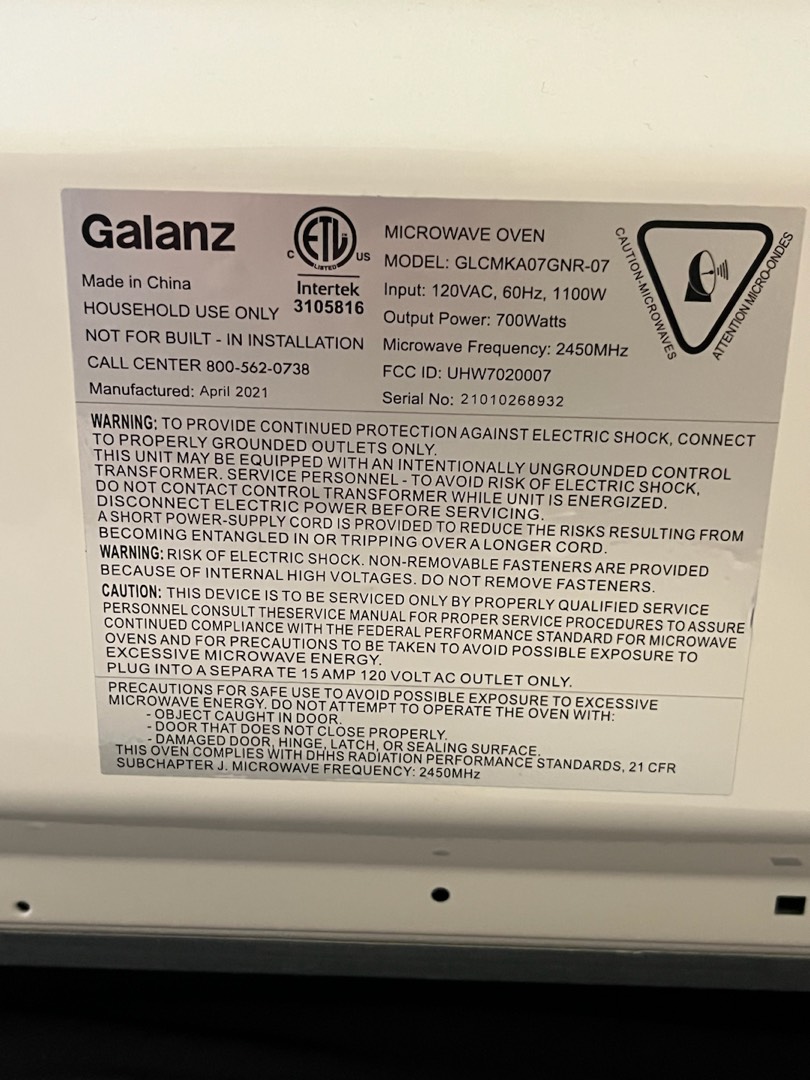 Galanz
Made in China
HOUSEHOLD USE ONLY
NOT FOR BUILT - IN INSTALLATION
CALL CENTER 800-562-0738
Manufactured: April 2021
C ETL US
LISTED
Intertek
3105816
MICROWAVE OVEN
MODEL: GLCMKA07GNR-07
Input: 120VAC, 60Hz, 1100W
Output Power: 700Watts
Microwave Frequency: 2450MHz
FCC ID: UHW7020007
Serial No: 21010268932
CAUTION-MICROWAVES
ATTENTION MICRO-ONDES
WARNING: TO PROVIDE CONTINUED PROTECTION AGAINST ELECTRIC SHOCK, CONNECT
TO PROPERLY GROUNDED OUTLETS ONLY.
THIS UNIT MAY BE EQUIPPED WITH AN INTENTIONALLY UNGROUNDED CONTROL
TRANSFORMER. SERVICE PERSONNEL - TO AVOID RISK OF ELECTRIC SHOCK,
DO NOT CONTACT CONTROL TRANSFORMER WHILE UNIT IS ENERGIZED.
DISCONNECT ELECTRIC POWER BEFORE SERVICING.
A SHORT POWER-SUPPLY CORD IS PROVIDED TO REDUCE THE RISKS RESULTING FROM
BECOMING ENTANGLED IN OR TRIPPING OVER A LONGER CORD.
WARNING: RISK OF ELECTRIC SHOCK. NON-REMOVABLE FASTENERS ARE PROVIDED
BECAUSE OF INTERNAL HIGH VOLTAGES. DO NOT REMOVE FASTENERS.
CAUTION: THIS DEVICE IS TO BE SERVICED ONLY BY PROPERLY QUALIFIED SERVICE
PERSONNEL CONSULT THESERVICE MANUAL FOR PROPER SERVICE PROCEDURES TO ASSURE
CONTINUED COMPLIANCE WITH THE FEDERAL PERFORMANCE STANDARD FOR MICROWAVE
OVENS AND FOR PRECAUTIONS TO BE TAKEN TO AVOID POSSIBLE EXPOSURE TO
EXCESSIVE MICROWAVE ENERGY.
PLUG INTO A SEPARA TE 15 AMP 120 VOLT AC OUTLET ONLY.
PRECAUTIONS FOR SAFE USE TO AVOID POSSIBLE EXPOSURE TO EXCESSIVE
MICROWAVE ENERGY. DO NOT ATTEMPT TO OPERATE THE OVEN WITH:
- OBJECT CAUGHT IN DOOR.
- DOOR THAT DOES NOT CLOSE PROPERLY.
- DAMAGED DOOR, HINGE, LATCH, OR SEALING SURFACE.
THIS OVEN COMPLIES WITH DHHS RADIATION PERFORMANCE STANDARDS, 21 CFR
SUBCHAPTER J. MICROWAVE FREQUENCY: 2450MHz